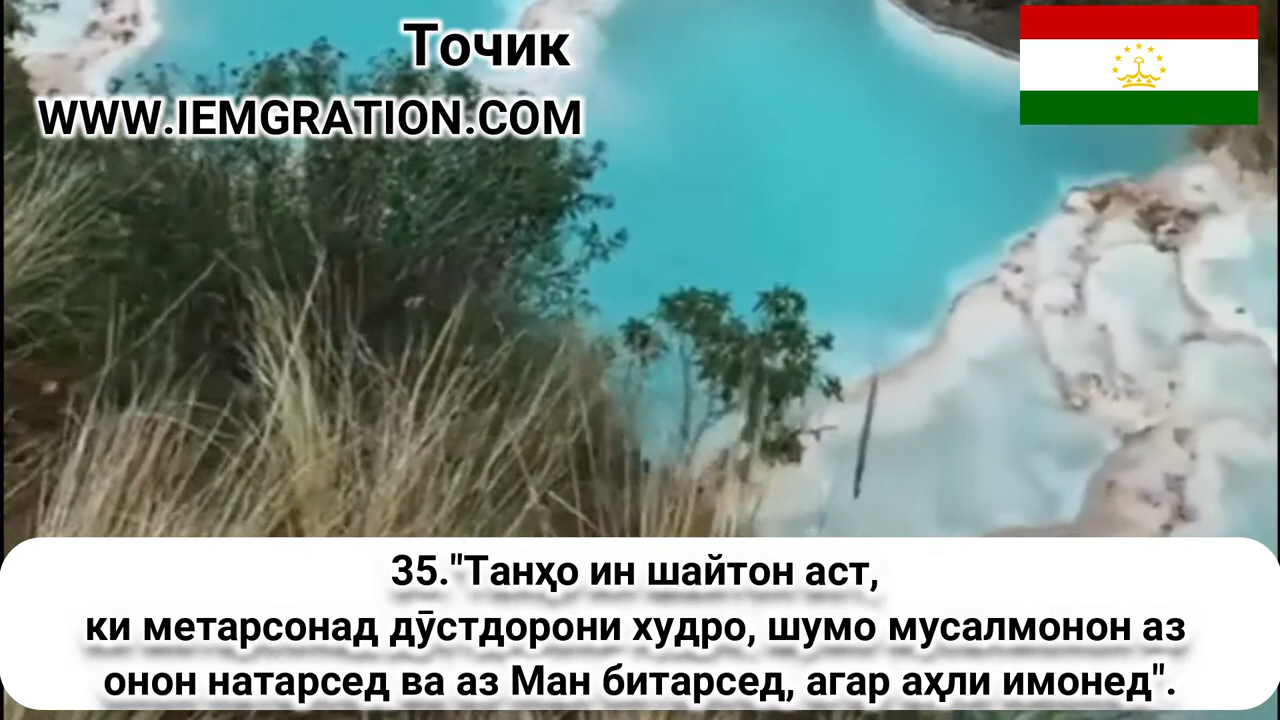 Точик
WWW.IEMGRATION.COM
35."Танҳо ин шайтон аст,
ки метарсонад дӯстдорони худро, шумо мусалмонон аз
онон натарсед ва аз Ман битарсед, агар аҳли имонед".